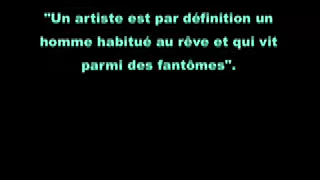 "Un artiste est par définition un
homme habitué au rêve et qui vit
parmi des fantômes".